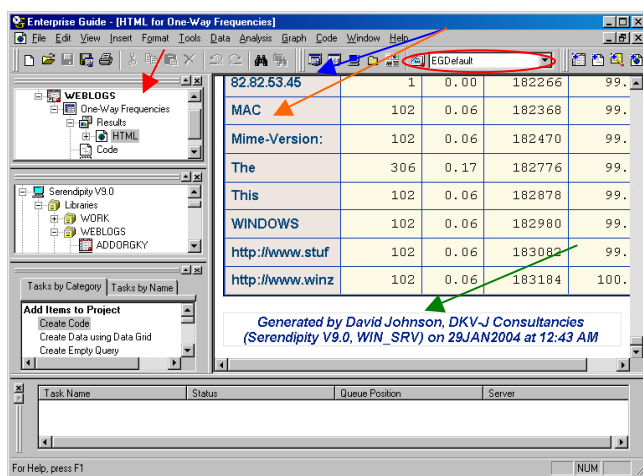 Enterprise Guide - [HTML for One-Way Frequencies]
File Edit View Insert Format Tools Data Analysis Graph Code Window Help
EGDefault
WEBLOGS
One-Way Frequencies
Results
HTML
Code
Serendipity V9.0
Libraries
WORK
WEBLOGS
ADDORGKY
Tasks by Category Tasks by Name
Add Items to Project
Create Code
Create Data using Data Grid
Create Empty Query
82.82.53.45 1 0.00 182266 99.
MAC 102 0.06 182368 99.
Mime-Version: 102 0.06 182470 99.
The 306 0.17 182776 99.
This 102 0.06 182878 99.
WINDOWS 102 0.06 182980 99.
http://www.stuf 102 0.06 183082 99.
http://www.winz 102 0.06 183184 100.
Generated by David Johnson, DKV-J Consultancies
(Serendipity V9.0, WIN_SRV) on 29JAN2004 at 12:43 AM
Task Name Status Queue Position Server
For Help, press F1
NUM